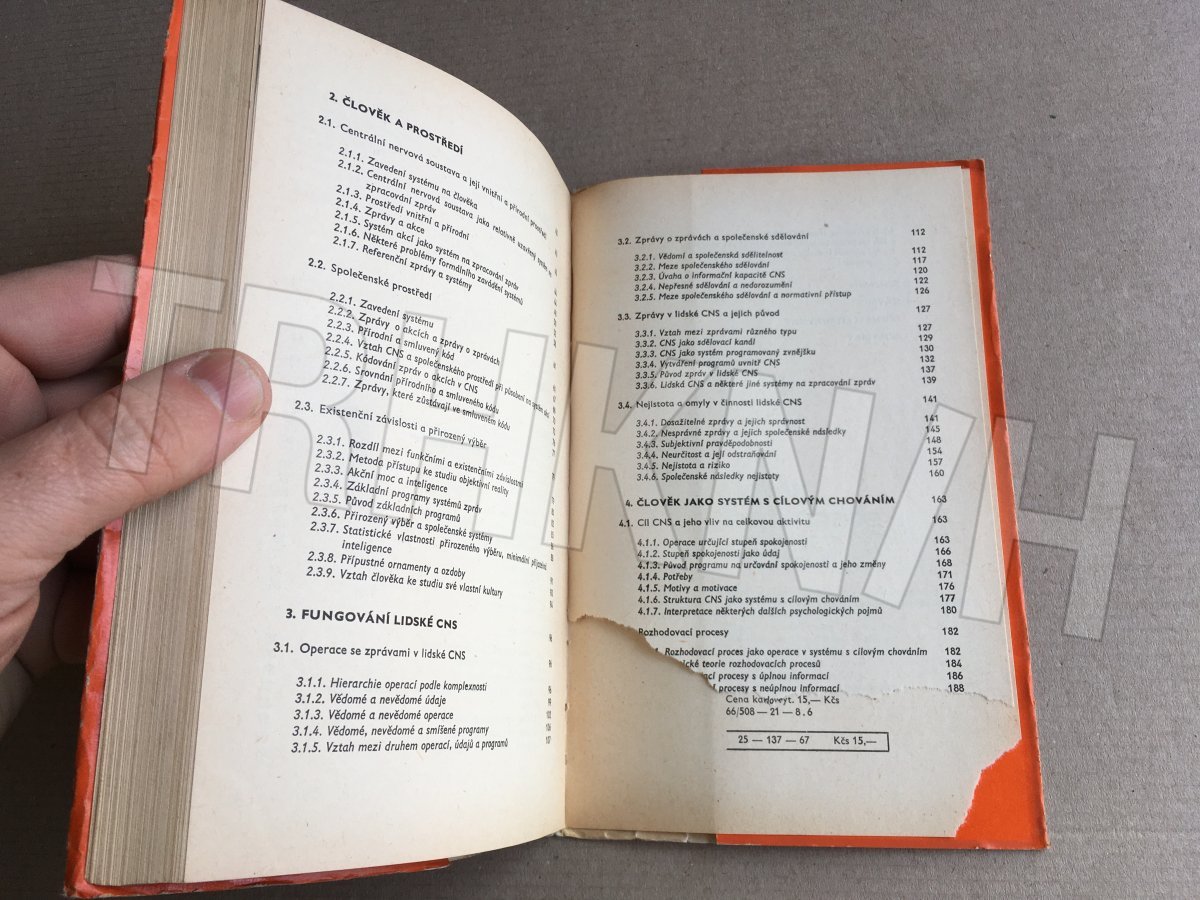 2. ČLOVĚK A PROSTŘEDÍ
2.1. Centrální nervová soustava a její vnitřní a přírodní prostředí
2.1.1. Zavedení systému na člověka
2.1.2. Centrální nervová soustava jako relativně uzavřený systém na
zpracování zpráv
2.1.3. Prostředí vnitřní a přírodní
2.1.4. Zprávy a akce
2.1.5. Systém akcí jako systém na zpracování zpráv
2.1.6. Některé problémy formálního zavádění systémů
2.1.7. Referenční zprávy a systémy
2.2. Společenské prostředí
2.2.1. Zavedení systému
2.2.2. Zprávy o akcích a zprávy o zprávách
2.2.3. Přírodní a smluvený kód
2.2.4. Vztah CNS a společenského prostředí při působení na systém akcí
2.2.5. Kódování zpráv o akcích v CNS
2.2.6. Srovnání přírodního a smluveného kódu
2.2.7. Zprávy, které zůstávají ve smluveném kódu
2.3. Existenční závislosti a přirozený výběr
2.3.1. Rozdíl mezi funkčními a existenčními závislostmi
2.3.2. Metoda přístupu ke studiu objektivní reality
2.3.3. Akční moc a inteligence
2.3.4. Základní programy systémů zpráv
2.3.5. Původ základních programů
2.3.6. Přirozený výběr a společenské systémy
2.3.7. Statistické vlastnosti přirozeného výběru, minimální přijatelná
inteligence
2.3.8. Přípustné ornamenty a ozdoby
2.3.9. Vztah člověka ke studiu své vlastní kultury 94
3. FUNGOVÁNÍ LIDSKÉ CNS 96
3.1. Operace se zprávami v lidské CNS
3.1.1. Hierarchie operací podle komplexnosti
3.1.2. Vědomé a nevědomé údaje 99
3.1.3. Vědomé a nevědomé operace
3.1.4. Vědomé, nevědomé a smíšené programy 106
3.1.5. Vztah mezi druhem operací, údajů a programů 107
3.2. Zprávy o zprávách a společenské sdělování 112
3.2.1. Vědomí a společenská sdělitelnost 112
3.2.2. Meze společenského sdělování 117
3.2.3. Úvaha o informační kapacitě CNS 120
3.2.4. Nepřesné sdělování a nedorozumění 122
3.2.5. Meze společenského sdělování a normativní přístup 126
3.3. Zprávy v lidské CNS a jejich původ 127
3.3.1. Vztah mezi zprávami různého typu 127
3.3.2. CNS jako sdělovací kanál 129
3.3.3. CNS jako systém programovaný zvnějšku 130
3.3.4. Vytváření programů uvnitř CNS 132
3.3.5. Původ zpráv v lidské CNS 137
3.3.6. Lidská CNS a některé jiné systémy na zpracování zpráv 139
3.4. Nejistota a omyly v činnosti lidské CNS 141
3.4.1. Dosažitelné zprávy a jejich správnost 141
3.4.2. Nesprávné zprávy a jejich společenské následky 145
3.4.3. Subjektivní pravděpodobnosti 148
3.4.4. Neurčitost a její odstraňování 154
3.4.5. Nejistota a riziko 157
3.4.6. Společenské následky nejistoty 160
4. ČLOVĚK JAKO SYSTÉM S CÍLOVÝM CHOVÁNÍM 163
4.1. Cíl CNS a jeho vliv na celkovou aktivitu 163
4.1.1. Operace určující stupeň spokojenosti 163
4.1.2. Stupeň spokojenosti jako údaj 166
4.1.3. Původ programu na určování spokojenosti a jeho změny 168
4.1.4. Potřeby 171
4.1.5. Motivy a motivace 176
4.1.6. Struktura CNS jako systému s cílovým chováním 177
4.1.7. Interpretace některých dalších psychologických pojmů 180
Rozhodovací procesy 182
Rozhodovací proces jako operace v systému s cílovým chováním 182
teorie rozhodovacích procesů 184
procesy s úplnou informací 186
procesy s neúplnou informací 188
Cena 15,— Kčs
66/508 — 21 — 8.6
25 — 137 — 67 Kčs 15,—
TREHKNIH